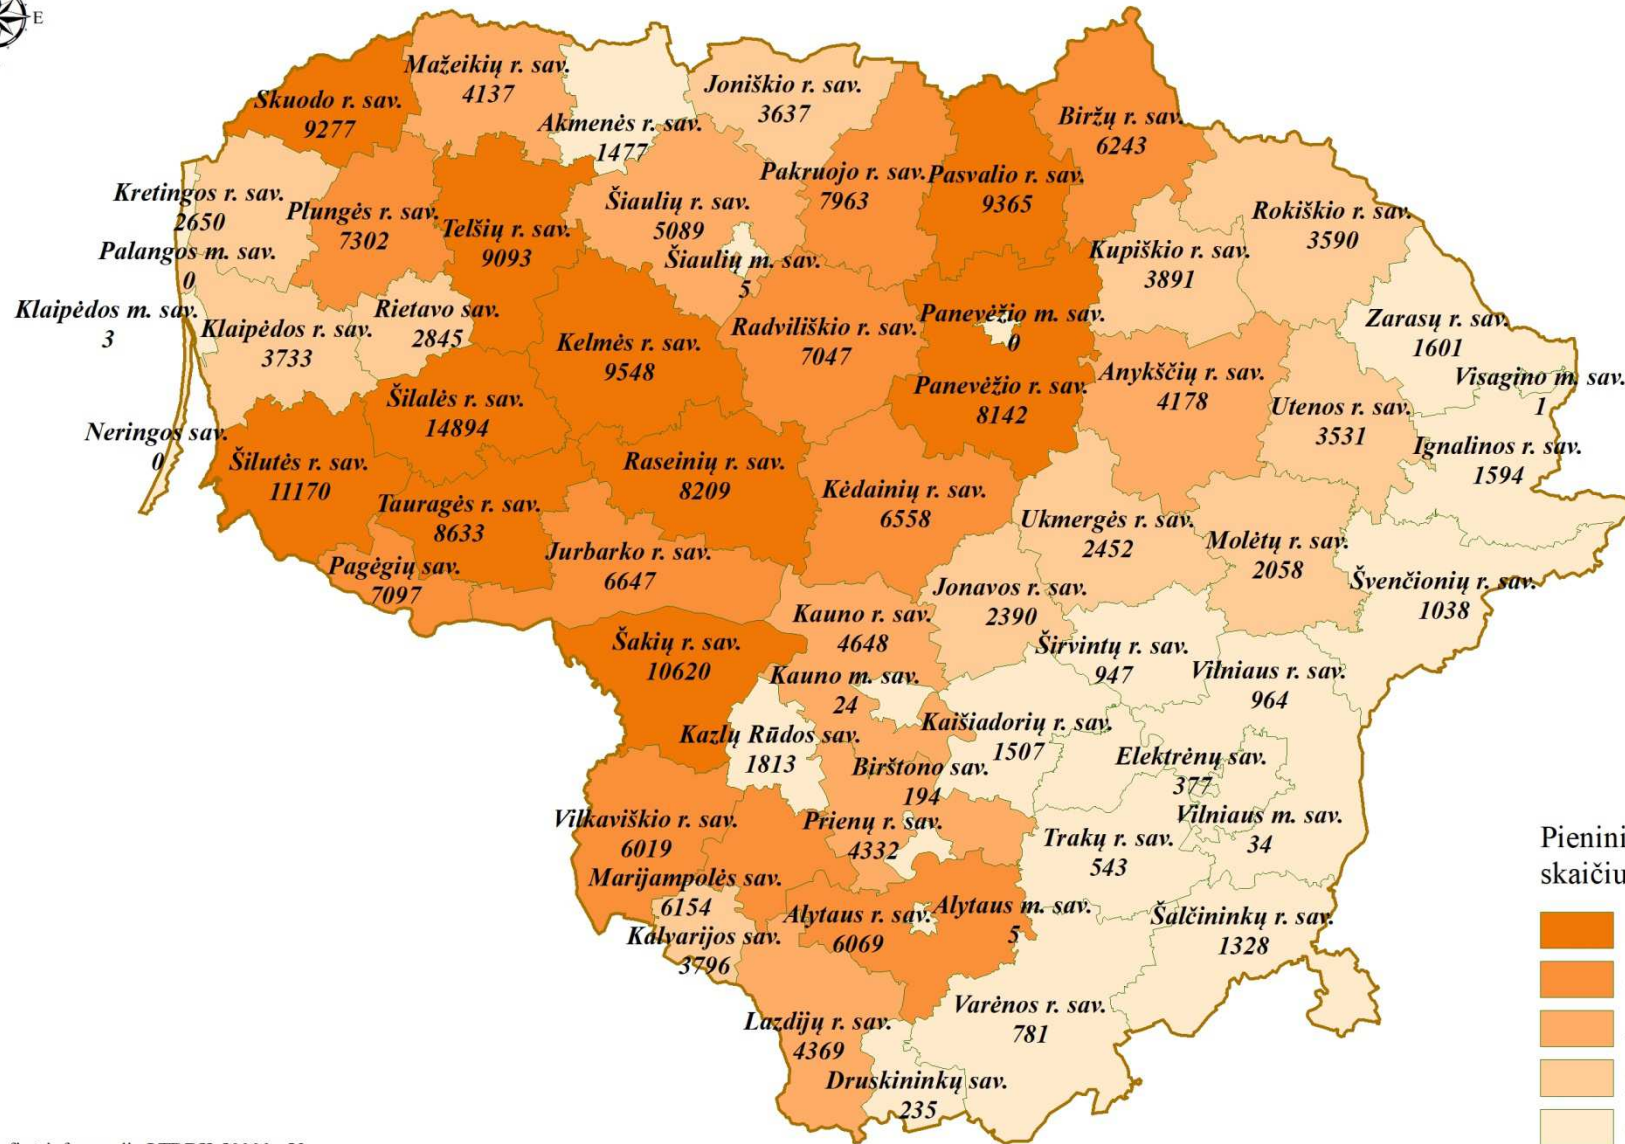 E
Mažeikių r. sav.
4137
Skuodo r. sav.
9277
Akmenės r. sav.
1477
Joniškio r. sav.
3637
Biržų r. sav.
6243
Pakruojo r. sav.
7963
Pasvalio r. sav.
9365
Kretingos r. sav.
2650
Plungės r. sav.
7302
Telšių r. sav.
9093
Šiaulių r. sav.
5089
Šiaulių m. sav.
5
Rokiškio r. sav.
3590
Kupiškio r. sav.
3891
Palangos m. sav.
0
Klaipėdos m. sav.
3
Klaipėdos r. sav.
3733
Rietavo sav.
2845
Kelmės r. sav.
9548
Radviliškio r. sav.
7047
Panevėžio m. sav.
0
Panevėžio r. sav.
8142
Anykščių r. sav.
4178
Zarasų r. sav.
1601
Visagino m. sav.
1
Utenos r. sav.
3531
Ignalinos r. sav.
1594
Neringos sav.
0
Šilalės r. sav.
14894
Šilutės r. sav.
11170
Tauragės r. sav.
8633
Raseinių r. sav.
8209
Kėdainių r. sav.
6558
Ukmergės r. sav.
2452
Molėtų r. sav.
2058
Švenčionių r. sav.
1038
Pagėgių sav.
7097
Jurbarko r. sav.
6647
Jonavos r. sav.
2390
Kauno r. sav.
4648
Šakių r. sav.
10620
Kauno m. sav.
24
Širvintų r. sav.
947
Vilniaus r. sav.
964
Kazlų Rūdos sav.
1813
Kaišiadorių r. sav.
1507
Birštono sav.
194
Elektrėnų sav.
377
Vilkaviškio r. sav.
6019
Prienų r. sav.
4332
Trakų r. sav.
543
Vilniaus m. sav.
34
Marijampolės sav.
6154
Kalvarijos sav.
3796
Alytaus r. sav.
6069
Alytaus m. sav.
5
Šalčininkų r. sav.
1328
Lazdijų r. sav.
4369
Varėnos r. sav.
781
Druskininkų sav.
235
Pienini
skaičiu